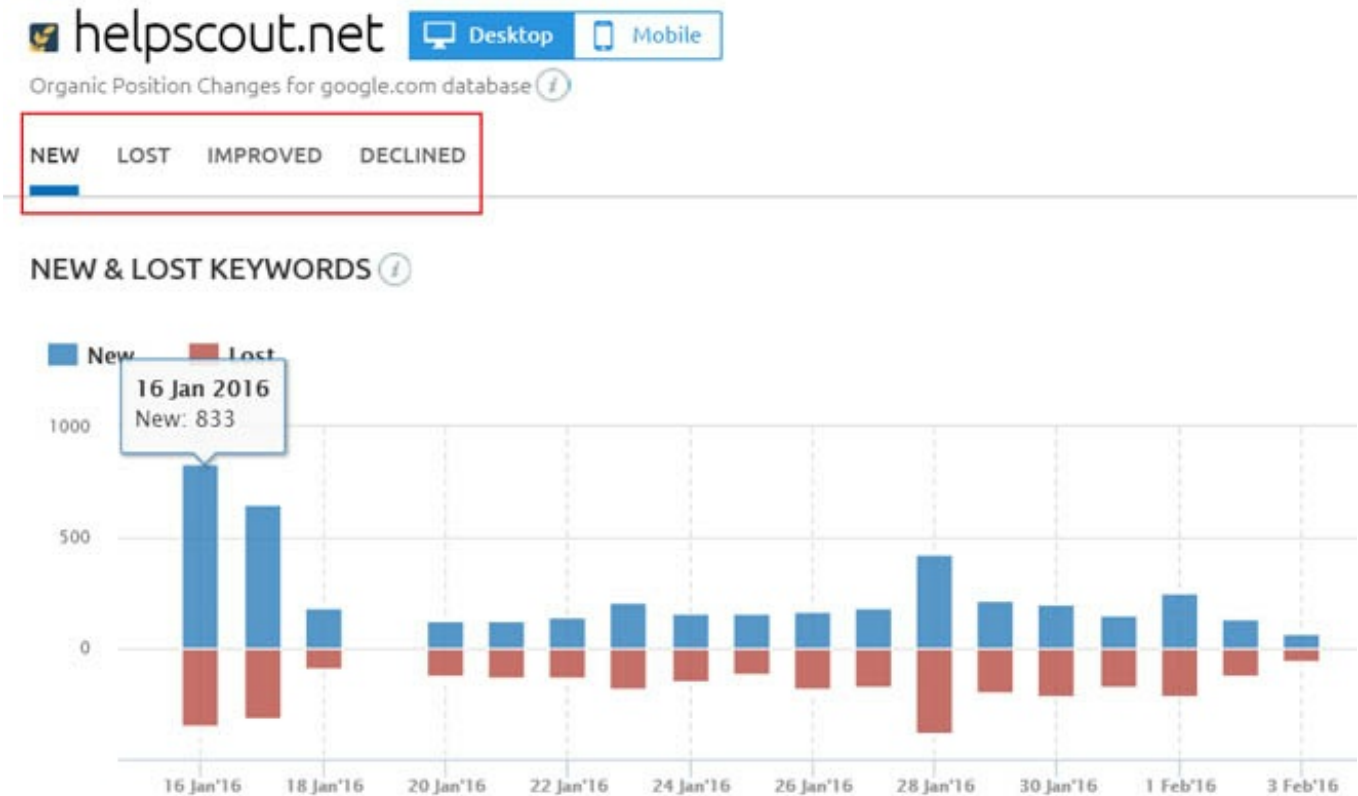 helpscout.net Desktop Mobile
Organic Position Changes for google.com database i
NEW LOST IMPROVED DECLINED
NEW & LOST KEYWORDS i
New Lost
16 Jan 2016
New: 833
1000
500
0
16 Jan'16 18 Jan'16 20 Jan'16 22 Jan'16 24 Jan'16 26 Jan'16 28 Jan'16 30 Jan'16 1 Feb'16 3 Feb'16